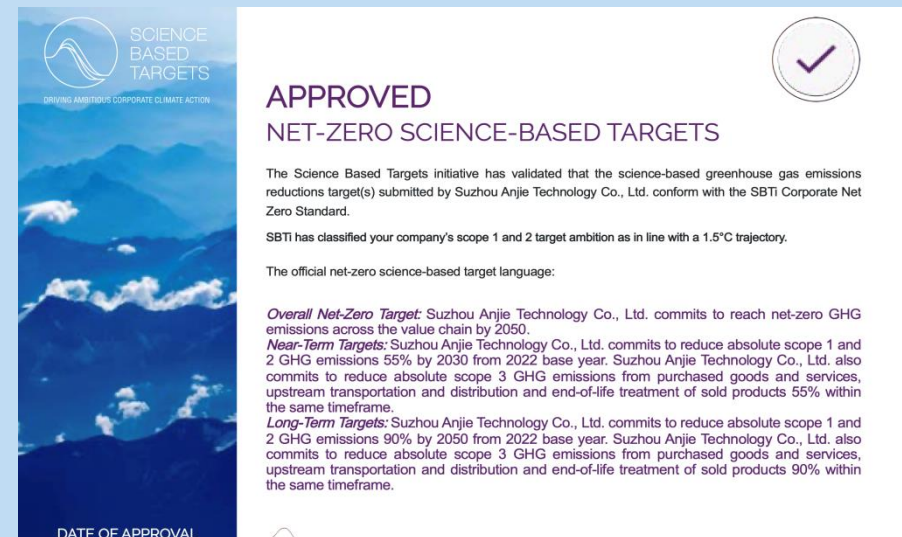 SCIENCE
BASED
TARGETS
DRIVING AMBITIOUS CORPORATE CLIMATE ACTION
APPROVED
NET-ZERO SCIENCE-BASED TARGETS
The Science Based Targets initiative has validated that the science-based greenhouse gas emissions
reductions target(s) submitted by Suzhou Anjie Technology Co., Ltd. conform with the SBTi Corporate Net
Zero Standard.
SBTi has classified your company's scope 1 and 2 target ambition as in line with a 1.5°C trajectory.
The official net-zero science-based target language:
Overall Net-Zero Target: Suzhou Anjie Technology Co., Ltd. commits to reach net-zero GHG
emissions across the value chain by 2050.
Near-Term Targets: Suzhou Anjie Technology Co., Ltd. commits to reduce absolute scope 1 and
2 GHG emissions 55% by 2030 from 2022 base year. Suzhou Anjie Technology Co., Ltd. also
commits to reduce absolute scope 3 GHG emissions from purchased goods and services,
upstream transportation and distribution and end-of-life treatment of sold products 55% within
the same timeframe.
Long-Term Targets: Suzhou Anjie Technology Co., Ltd. commits to reduce absolute scope 1 and
2 GHG emissions 90% by 2050 from 2022 base year. Suzhou Anjie Technology Co., Ltd. also
commits to reduce absolute scope 3 GHG emissions from purchased goods and services,
upstream transportation and distribution and end-of-life treatment of sold products 90% within
the same timeframe.
DATE OF APPROVAL